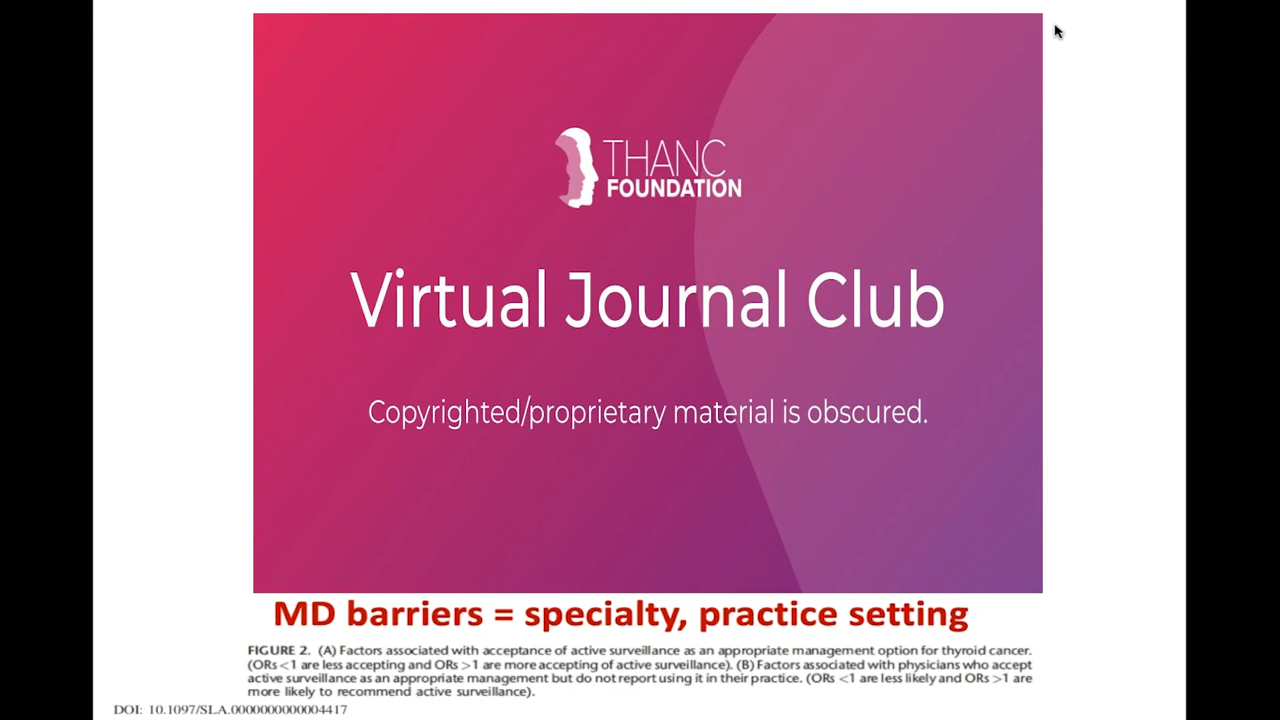 THANC
FOUNDATION
Virtual Journal Club
Copyrighted/proprietary material is obscured.
MD barriers = specialty, practice setting
FIGURE 2. (A) Factors associated with acceptance of active surveillance as an appropriate management option for thyroid cancer.
(ORs <1 are less accepting and ORs >1 are more accepting of active surveillance). (B) Factors associated with physicians who accept
active surveillance as an appropriate management but do not report using it in their practice. (ORs <1 are less likely and ORs >1 are
more likely to recommend active surveillance).
DOI: 10.1097/SLA.0000000000004417